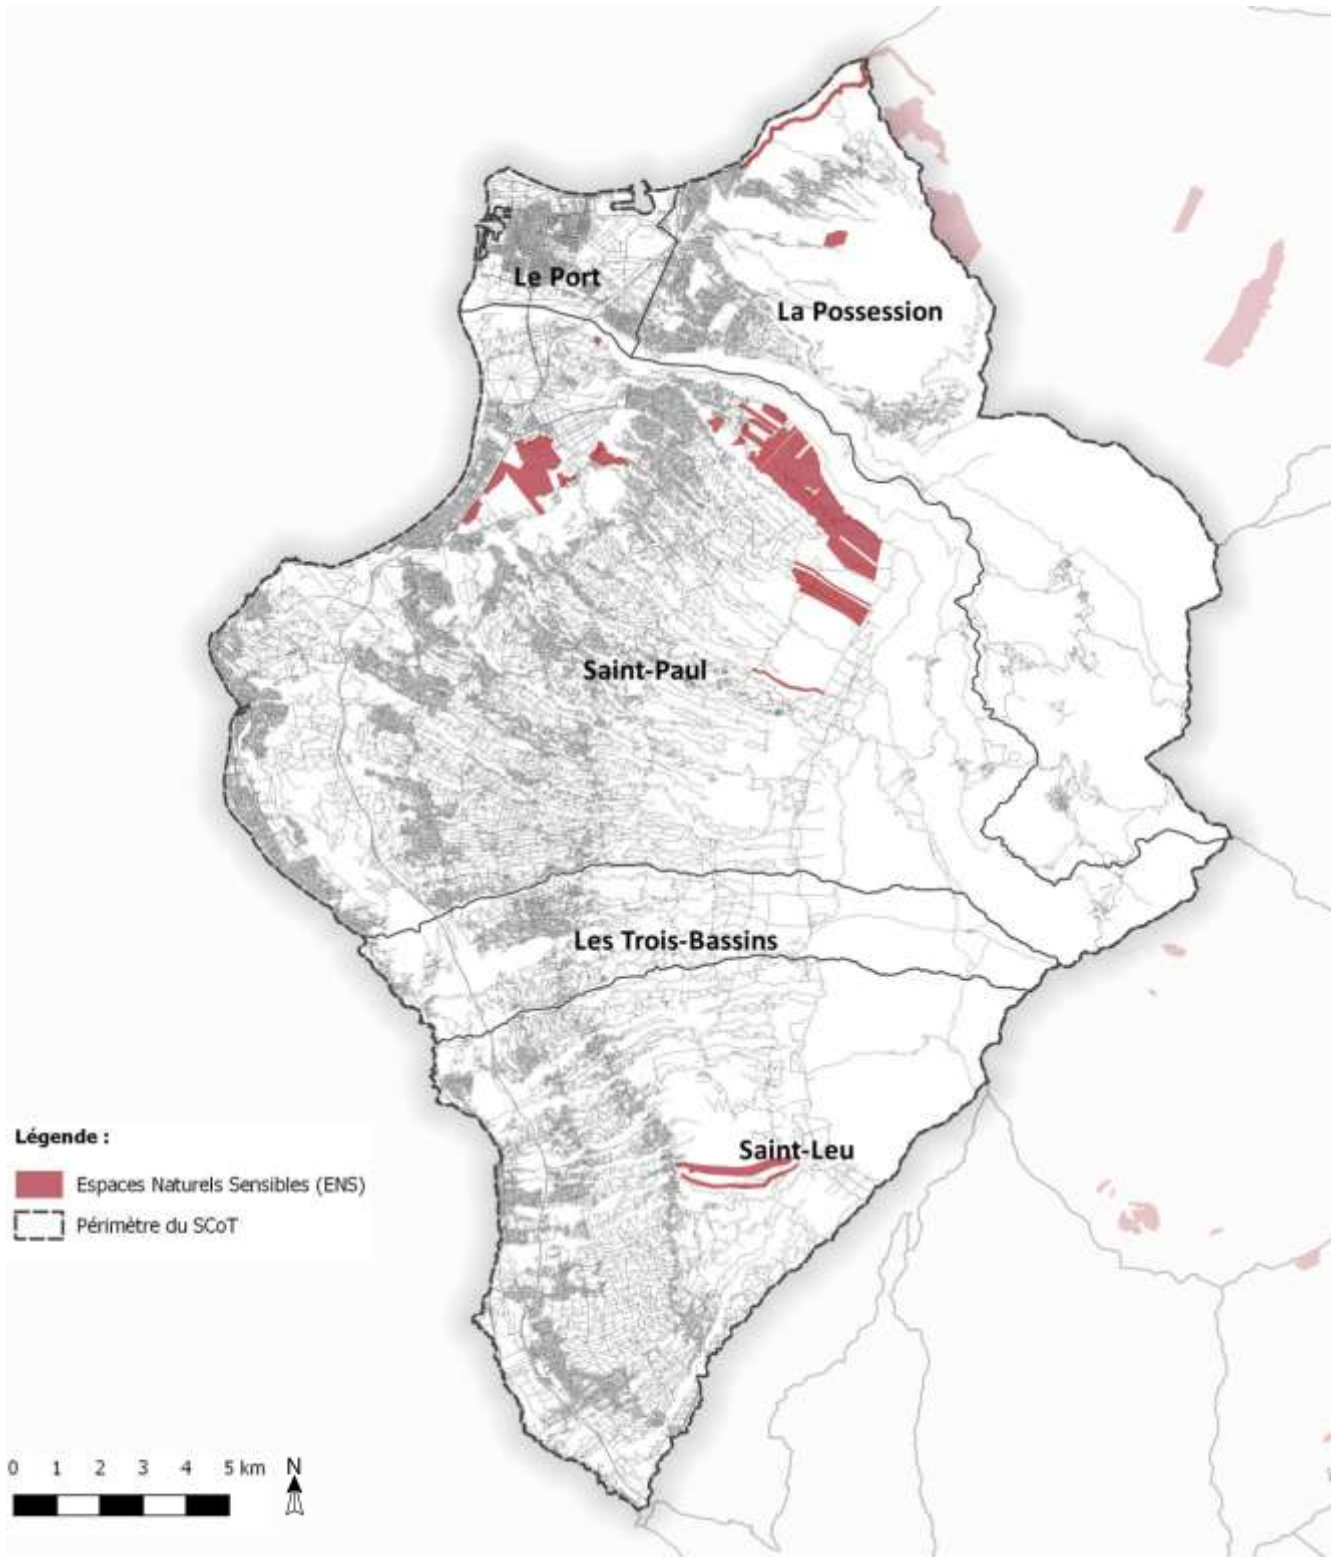 Le Port
La Possession
Saint-Paul
Les Trois-Bassins
Saint-Leu
Légende :
Espaces Naturels Sensibles (ENS)
Périmètre du SCoT
0 1 2 3 4 5 km N